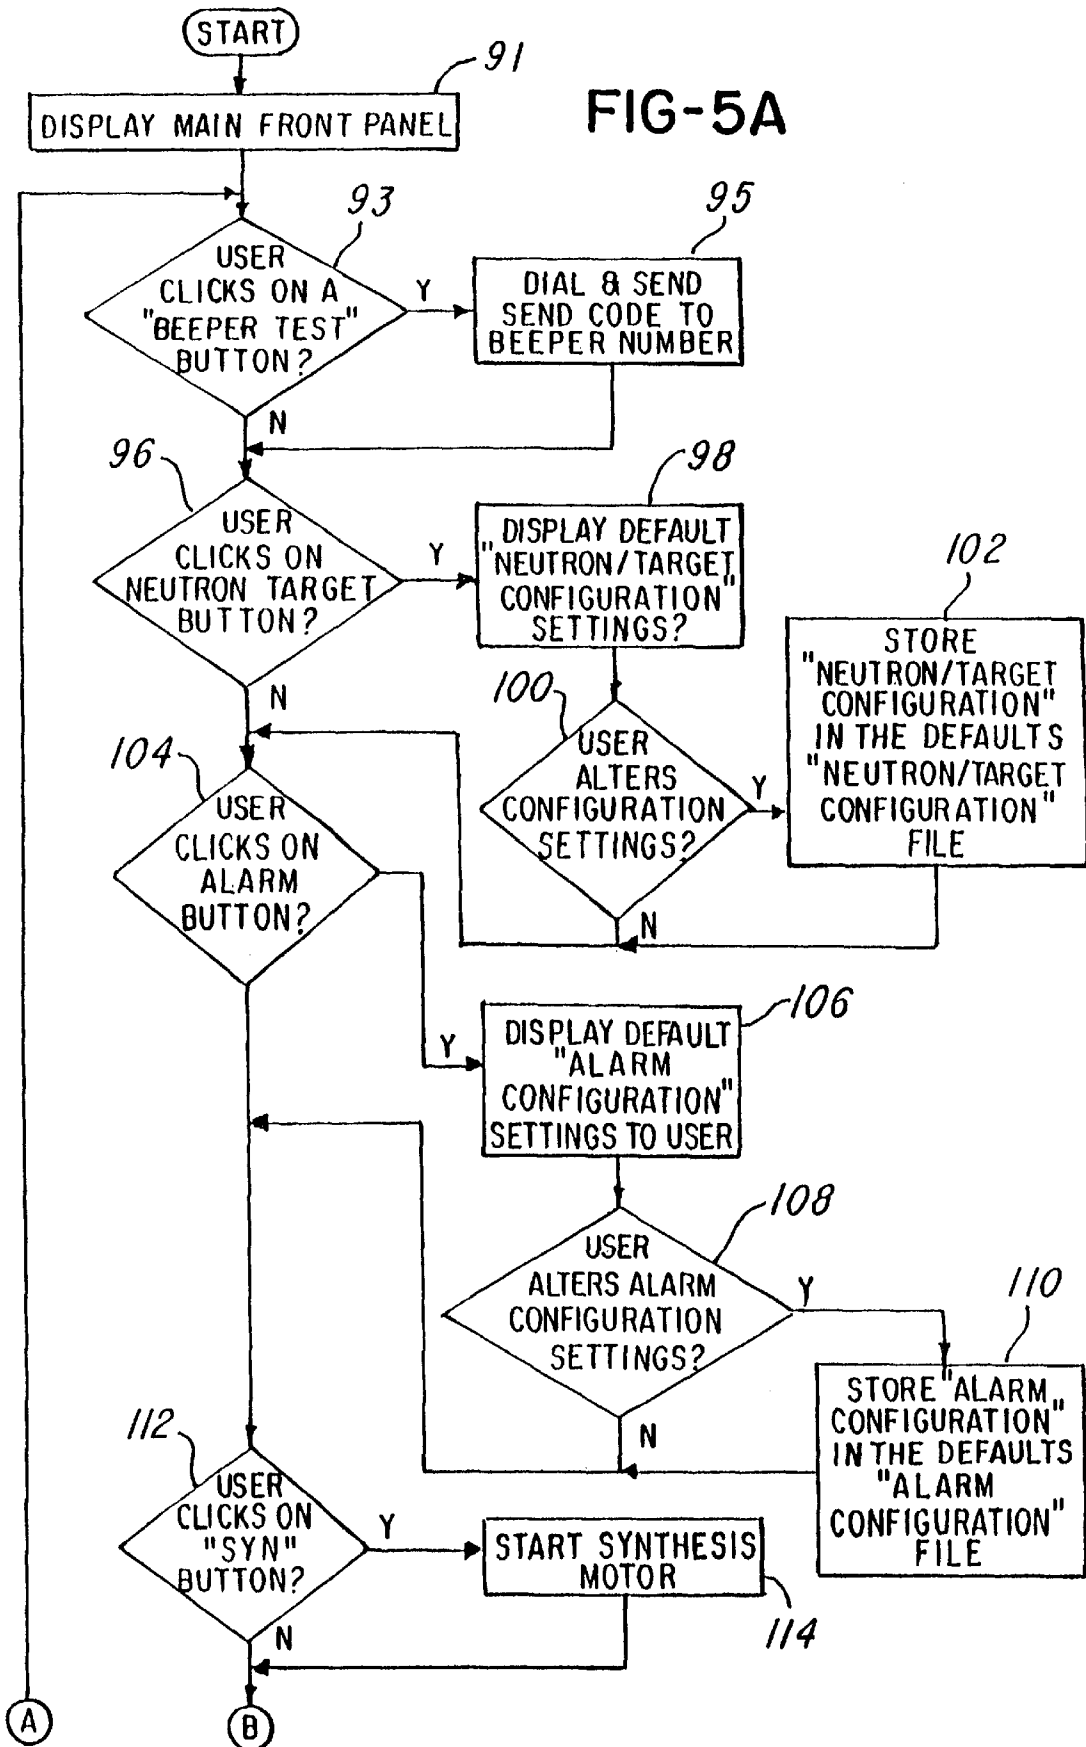 START
91
DISPLAY MAIN FRONT PANEL
FIG-5A
93
USER
CLICKS ON A
"BEEPER TEST"
BUTTON?
Y
N
95
DIAL & SEND
SEND CODE TO
BEEPER NUMBER
96
USER
CLICKS ON
NEUTRON TARGET
BUTTON?
Y
N
98
DISPLAY DEFAULT
"NEUTRON/TARGET
CONFIGURATION"
SETTINGS?
100
USER
ALTERS
CONFIGURATION
SETTINGS?
Y
N
102
STORE
"NEUTRON/TARGET
CONFIGURATION"
IN THE DEFAULTS
"NEUTRON/TARGET
CONFIGURATION"
FILE
104
USER
CLICKS ON
ALARM
BUTTON?
Y
106
DISPLAY DEFAULT
"ALARM
CONFIGURATION"
SETTINGS TO USER
108
USER
ALTERS ALARM
CONFIGURATION
SETTINGS?
Y
N
110
STORE "ALARM
CONFIGURATION"
IN THE DEFAULTS
"ALARM
CONFIGURATION"
FILE
112
USER
CLICKS ON
"SYN"
BUTTON?
Y
N
START SYNTHESIS
MOTOR
114
A
B